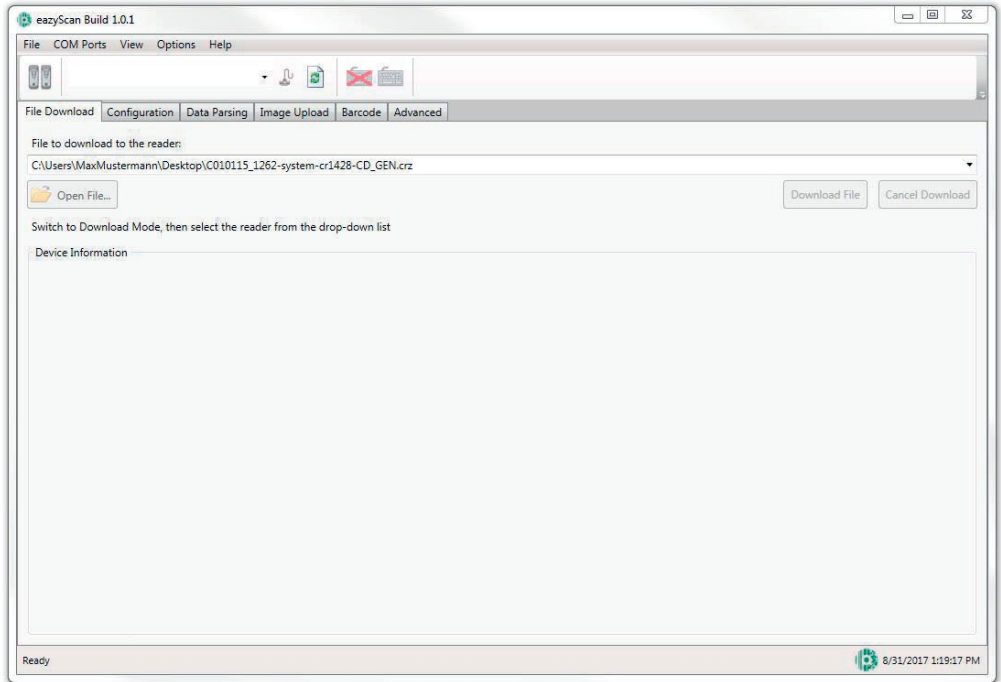 eazyScan Build 1.0.1
File COM Ports View Options Help
File Download Configuration Data Parsing Image Upload Barcode Advanced
File to download to the reader:
C:\Users\MaxMustermann\Desktop\C010115_1262-system-cr1428-CD_GEN.crz
Open File... Download File Cancel Download
Switch to Download Mode, then select the reader from the drop-down list
Device Information
Ready 8/31/2017 1:19:17 PM